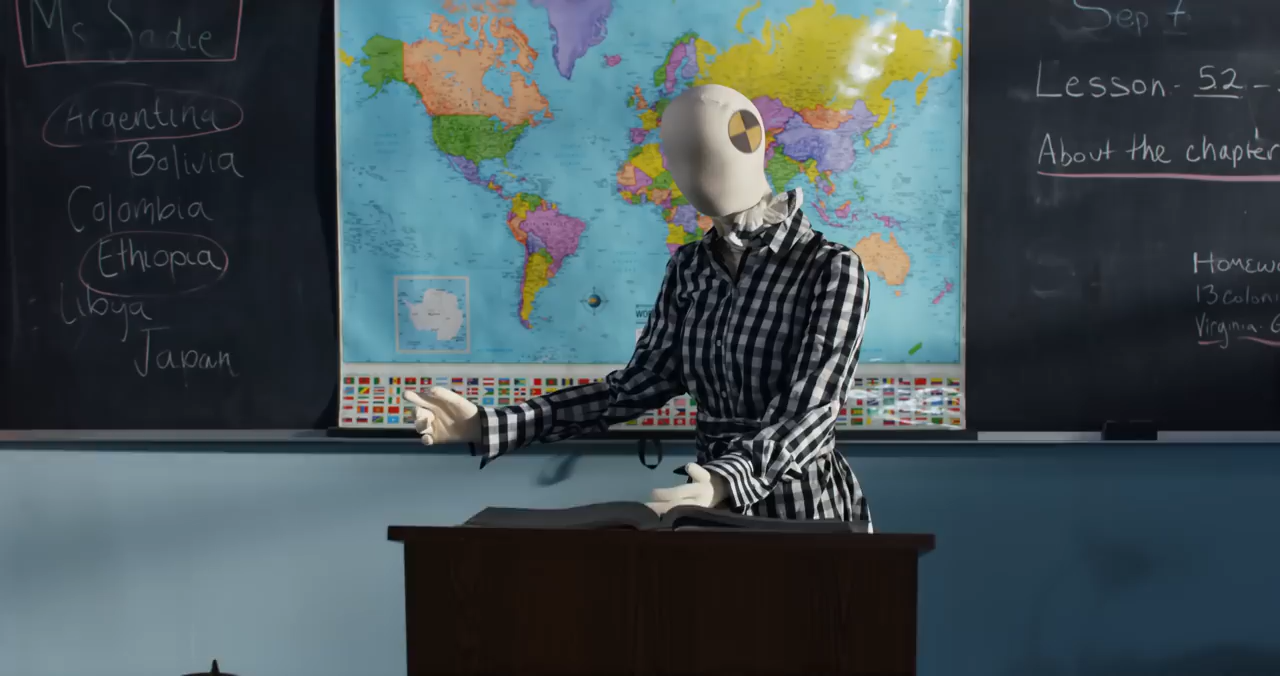 Ms Sadie
Argentina
Bolivia
Colombia
Ethiopia
Libya
Japan
Sep
Lesson- 52 -
About the chapter
Homew
13 colon
Virginia-